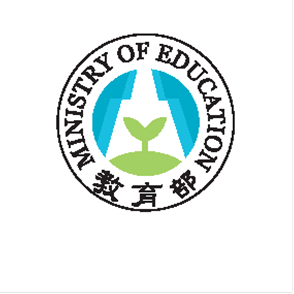 MINISTRY OF EDUCATION
教育部